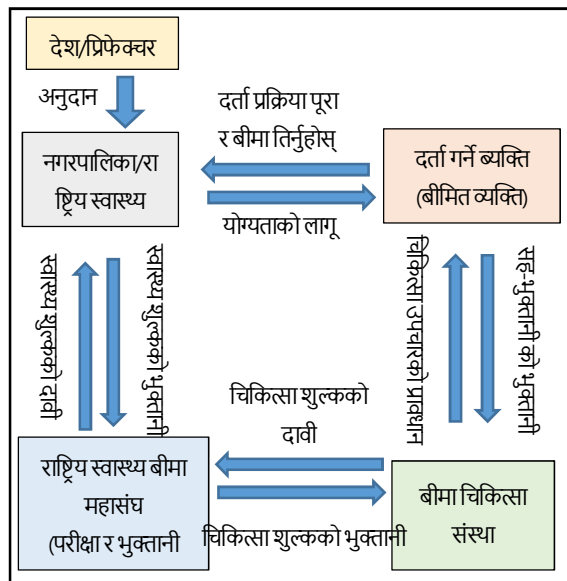 देश/प्रिफेक्चर
अनुदान
दर्ता प्रक्रिया पूरा
र बीमा तिर्नुहोस्
नगरपालिका/रा
ष्ट्रिय स्वास्थ्य
दर्ता गर्ने ब्यक्ति
(बीमित व्यक्ति)
योग्यताको लागू
स्वास्थ्य शुल्कको दावी
स्वास्थ्य शुल्कको भुक्तानी
चिकित्सा उपचारको प्रावधान
सह-भुक्तानी को भुक्तानी
चिकित्सा शुल्कको
दावी
राष्ट्रिय स्वास्थ्य बीमा
महासंघ
(परीक्षा र भुक्तानी
बीमा चिकित्सा
संस्था
चिकित्सा शुल्कको भुक्तानी